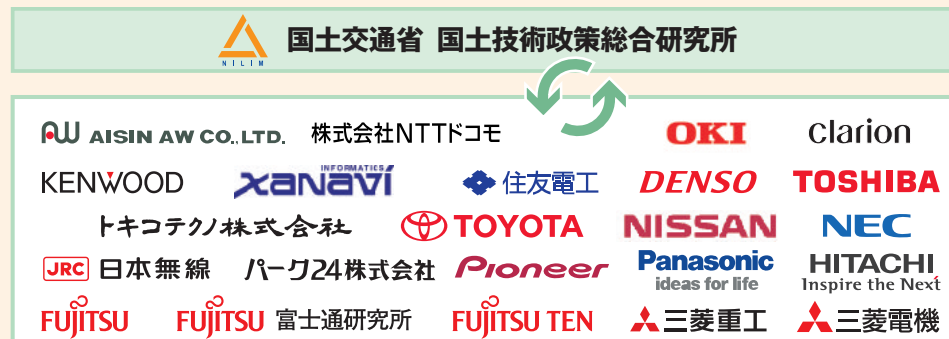 NILIM
国土交通省 国土技術政策総合研究所
AW AISIN AW CO.,LTD. 株式会社NTTドコモ OKI clarion
KENWOOD INFORMATICS xanavi 住友電工 DENSO TOSHIBA
トキコテクノ株式会社 TOYOTA NISSAN NEC
JRC 日本無線 パーク24株式会社 Pioneer Panasonic ideas for life HITACHI Inspire the Next
FUJITSU FUJITSU 富士通研究所 FUJITSU TEN 三菱重工 三菱電機